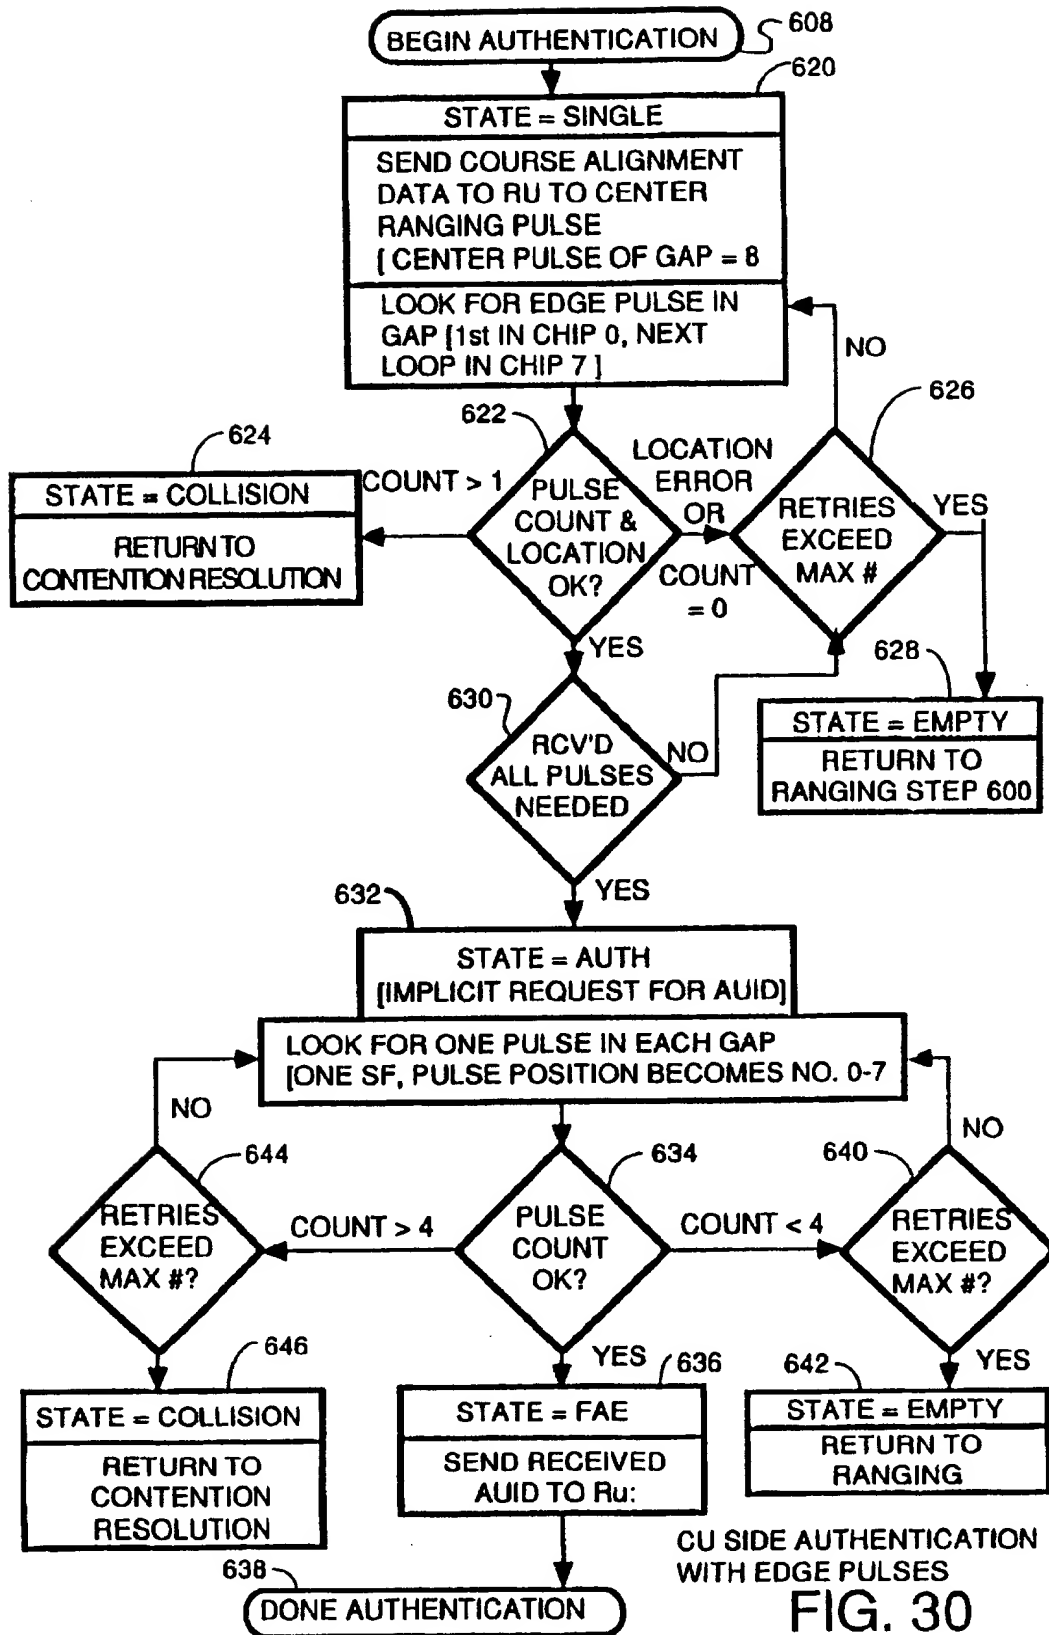 BEGIN AUTHENTICATION
608
620
STATE = SINGLE
SEND COURSE ALIGNMENT
DATA TO RU TO CENTER
RANGING PULSE
[ CENTER PULSE OF GAP = 8
LOOK FOR EDGE PULSE IN
GAP [1st IN CHIP 0, NEXT
LOOP IN CHIP 7 ]
NO
622
626
624
STATE = COLLISION
RETURN TO
CONTENTION RESOLUTION
COUNT > 1
PULSE
COUNT &
LOCATION
OK?
LOCATION
ERROR
OR
COUNT
= 0
RETRIES
EXCEED
MAX #
YES
YES
628
STATE = EMPTY
RETURN TO
RANGING STEP 600
630
RCV'D
ALL PULSES
NEEDED
NO
YES
632
STATE = AUTH
[IMPLICIT REQUEST FOR AUID]
LOOK FOR ONE PULSE IN EACH GAP
[ONE SF, PULSE POSITION BECOMES NO. 0-7
NO
NO
644
634
640
RETRIES
EXCEED
MAX #?
COUNT > 4
PULSE
COUNT
OK?
COUNT < 4
RETRIES
EXCEED
MAX #?
646
YES
636
642
YES
STATE = COLLISION
RETURN TO
CONTENTION
RESOLUTION
STATE = FAE
SEND RECEIVED
AUID TO Ru:
STATE = EMPTY
RETURN TO
RANGING
638
DONE AUTHENTICATION
CU SIDE AUTHENTICATION
WITH EDGE PULSES
FIG. 30